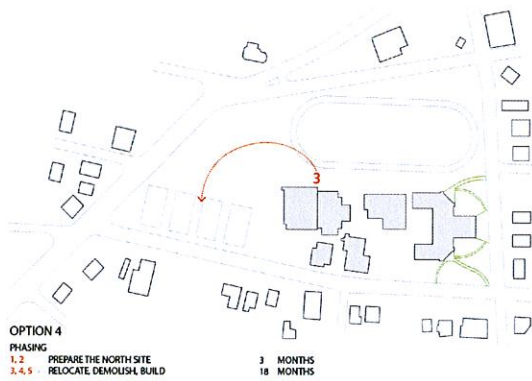 3
OPTION 4
PHASING
1, 2 PREPARE THE NORTH SITE 3 MONTHS
3, 4, 5 - RELOCATE, DEMOLISH, BUILD 18 MONTHS